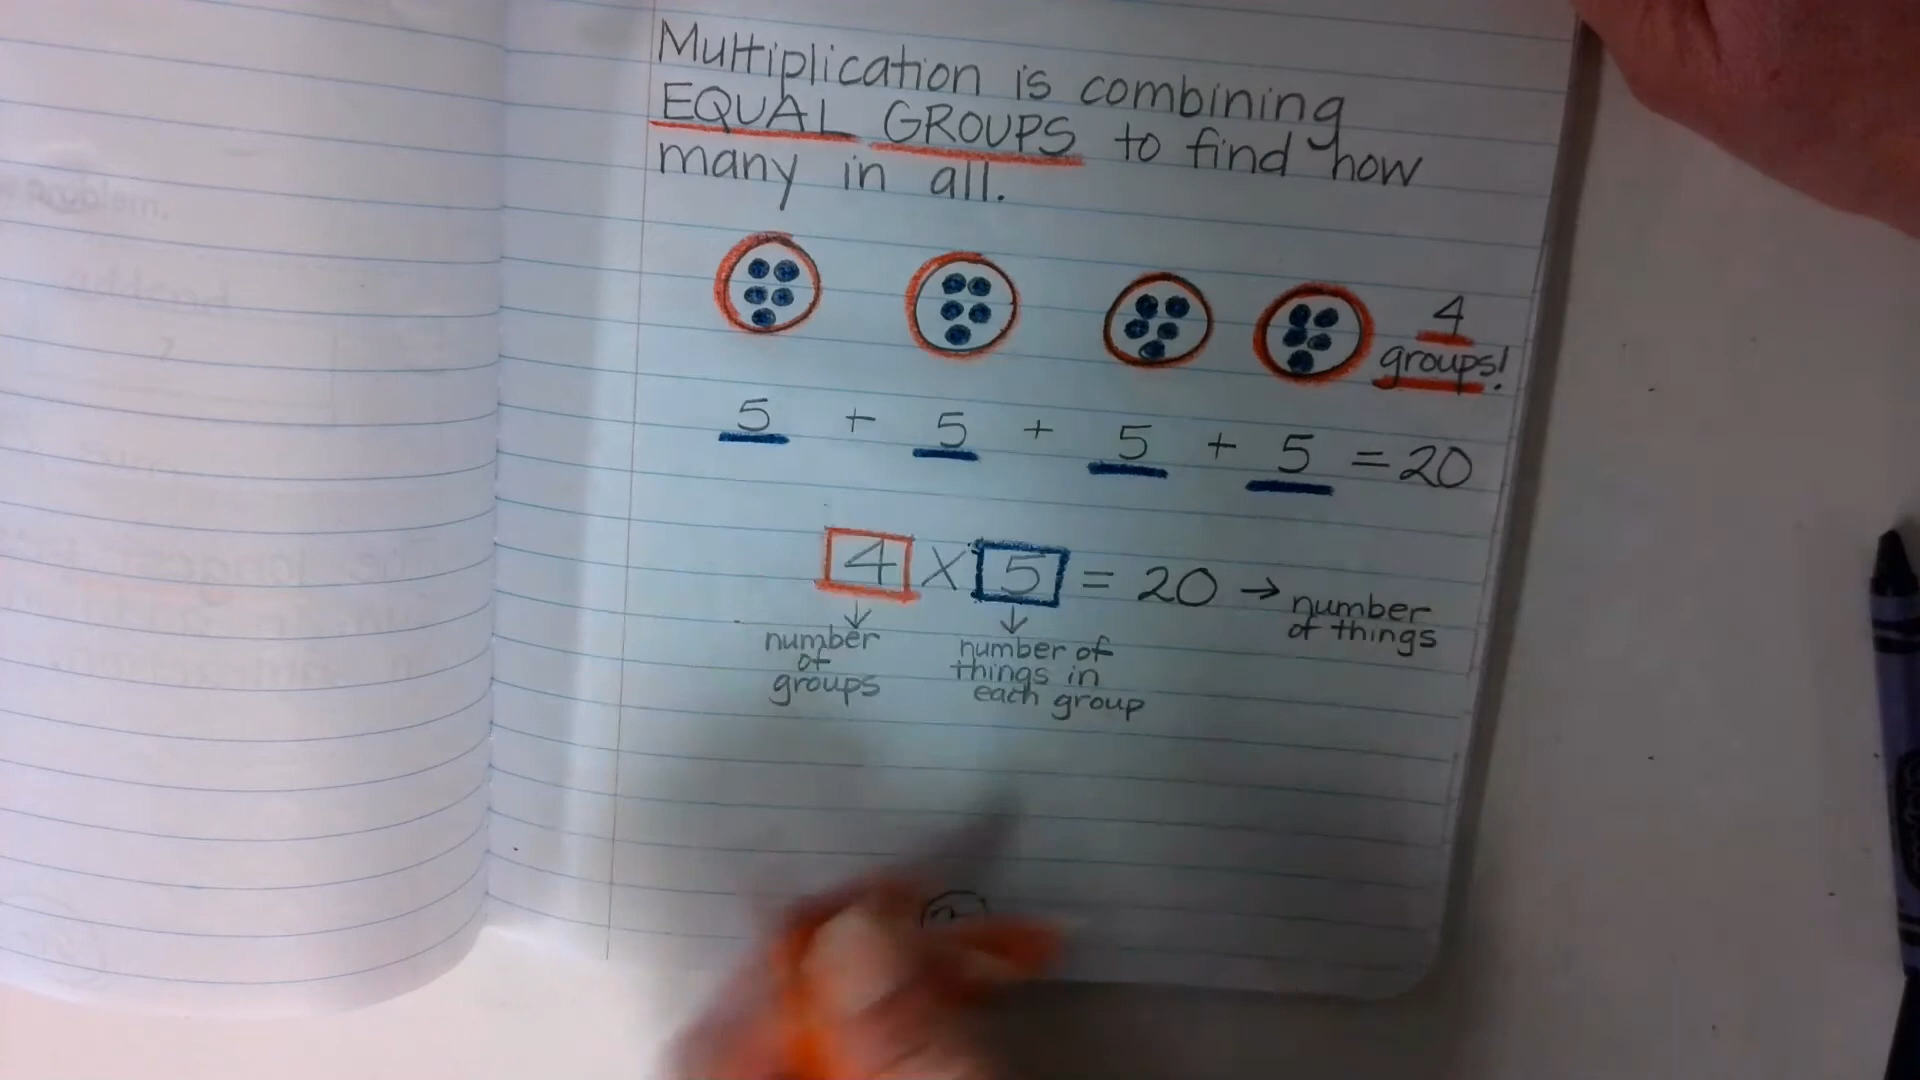 Multiplication is combining
EQUAL GROUPS to find how
many in all.
4
groups!
5 + 5 + 5 + 5 = 20
4 x 5 = 20 → number
of things
number
of
groups
number of
things in
each group